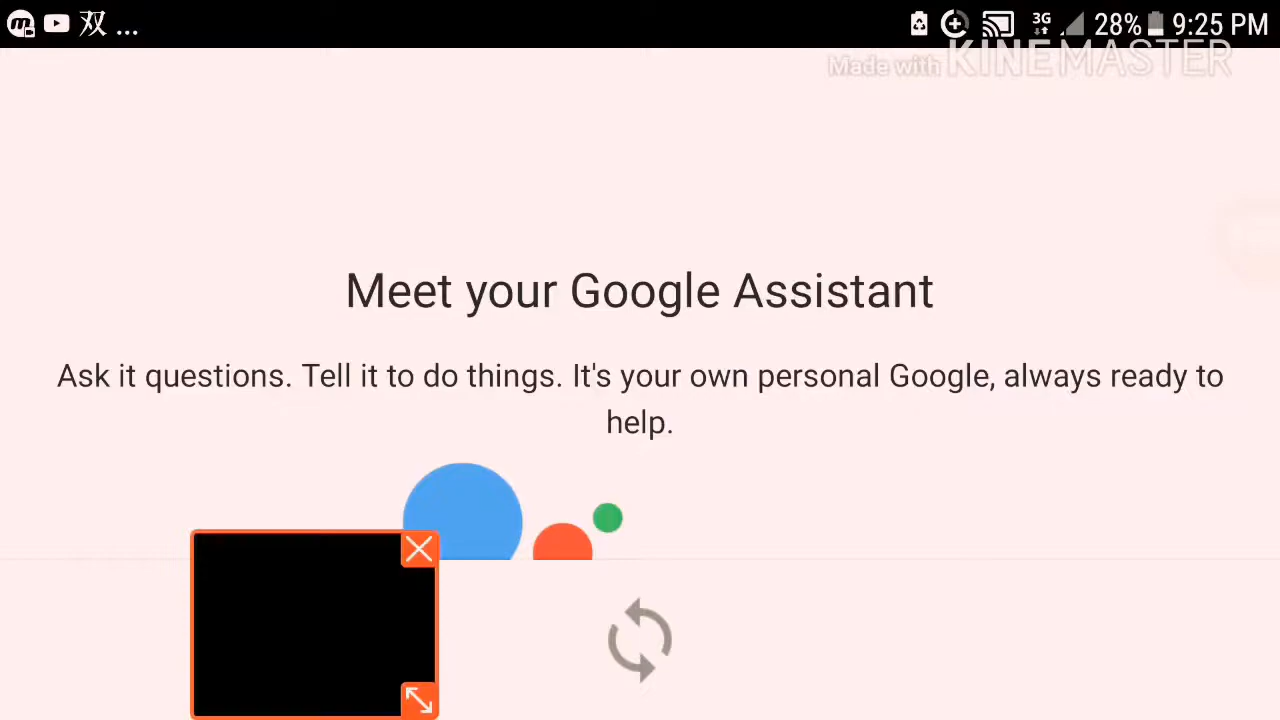 双 ... 3G 28% 9:25 PM
Made with KINEMASTER
Meet your Google Assistant
Ask it questions. Tell it to do things. It's your own personal Google, always ready to
help.